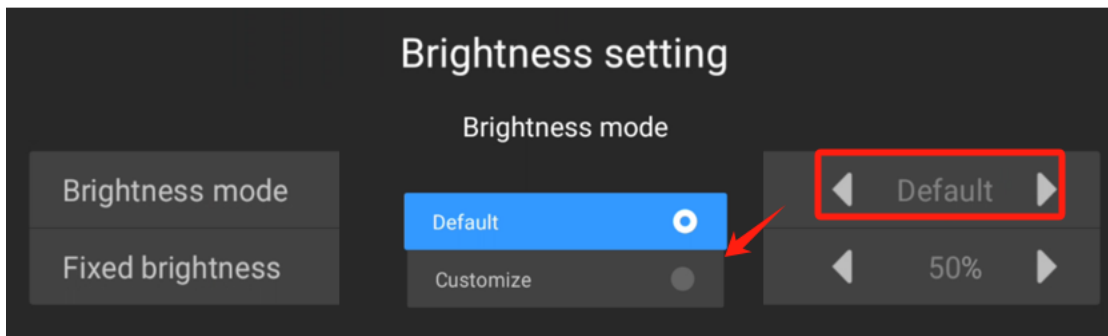 Brightness setting
Brightness mode
Brightness mode
Default
Default
Customize
Fixed brightness
50%